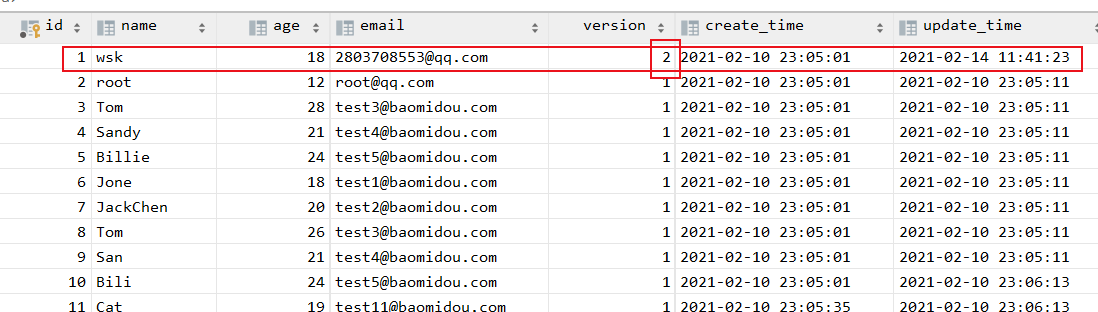 id name age email version create_time update_time
1 wsk 18 2803708553@qq.com 2 2021-02-10 23:05:01 2021-02-14 11:41:23
2 root 12 root@qq.com 1 2021-02-10 23:05:01 2021-02-10 23:05:11
3 Tom 28 test3@baomidou.com 1 2021-02-10 23:05:01 2021-02-10 23:05:11
4 Sandy 21 test4@baomidou.com 1 2021-02-10 23:05:01 2021-02-10 23:05:11
5 Billie 24 test5@baomidou.com 1 2021-02-10 23:05:01 2021-02-10 23:05:11
6 Jone 18 test1@baomidou.com 1 2021-02-10 23:05:01 2021-02-10 23:05:11
7 JackChen 20 test2@baomidou.com 1 2021-02-10 23:05:01 2021-02-10 23:05:11
8 Tom 26 test3@baomidou.com 1 2021-02-10 23:05:01 2021-02-10 23:05:11
9 San 21 test4@baomidou.com 1 2021-02-10 23:05:01 2021-02-10 23:05:11
10 Bili 24 test5@baomidou.com 1 2021-02-10 23:05:01 2021-02-10 23:06:13
11 Cat 19 test11@baomidou.com 1 2021-02-10 23:05:35 2021-02-10 23:06:13